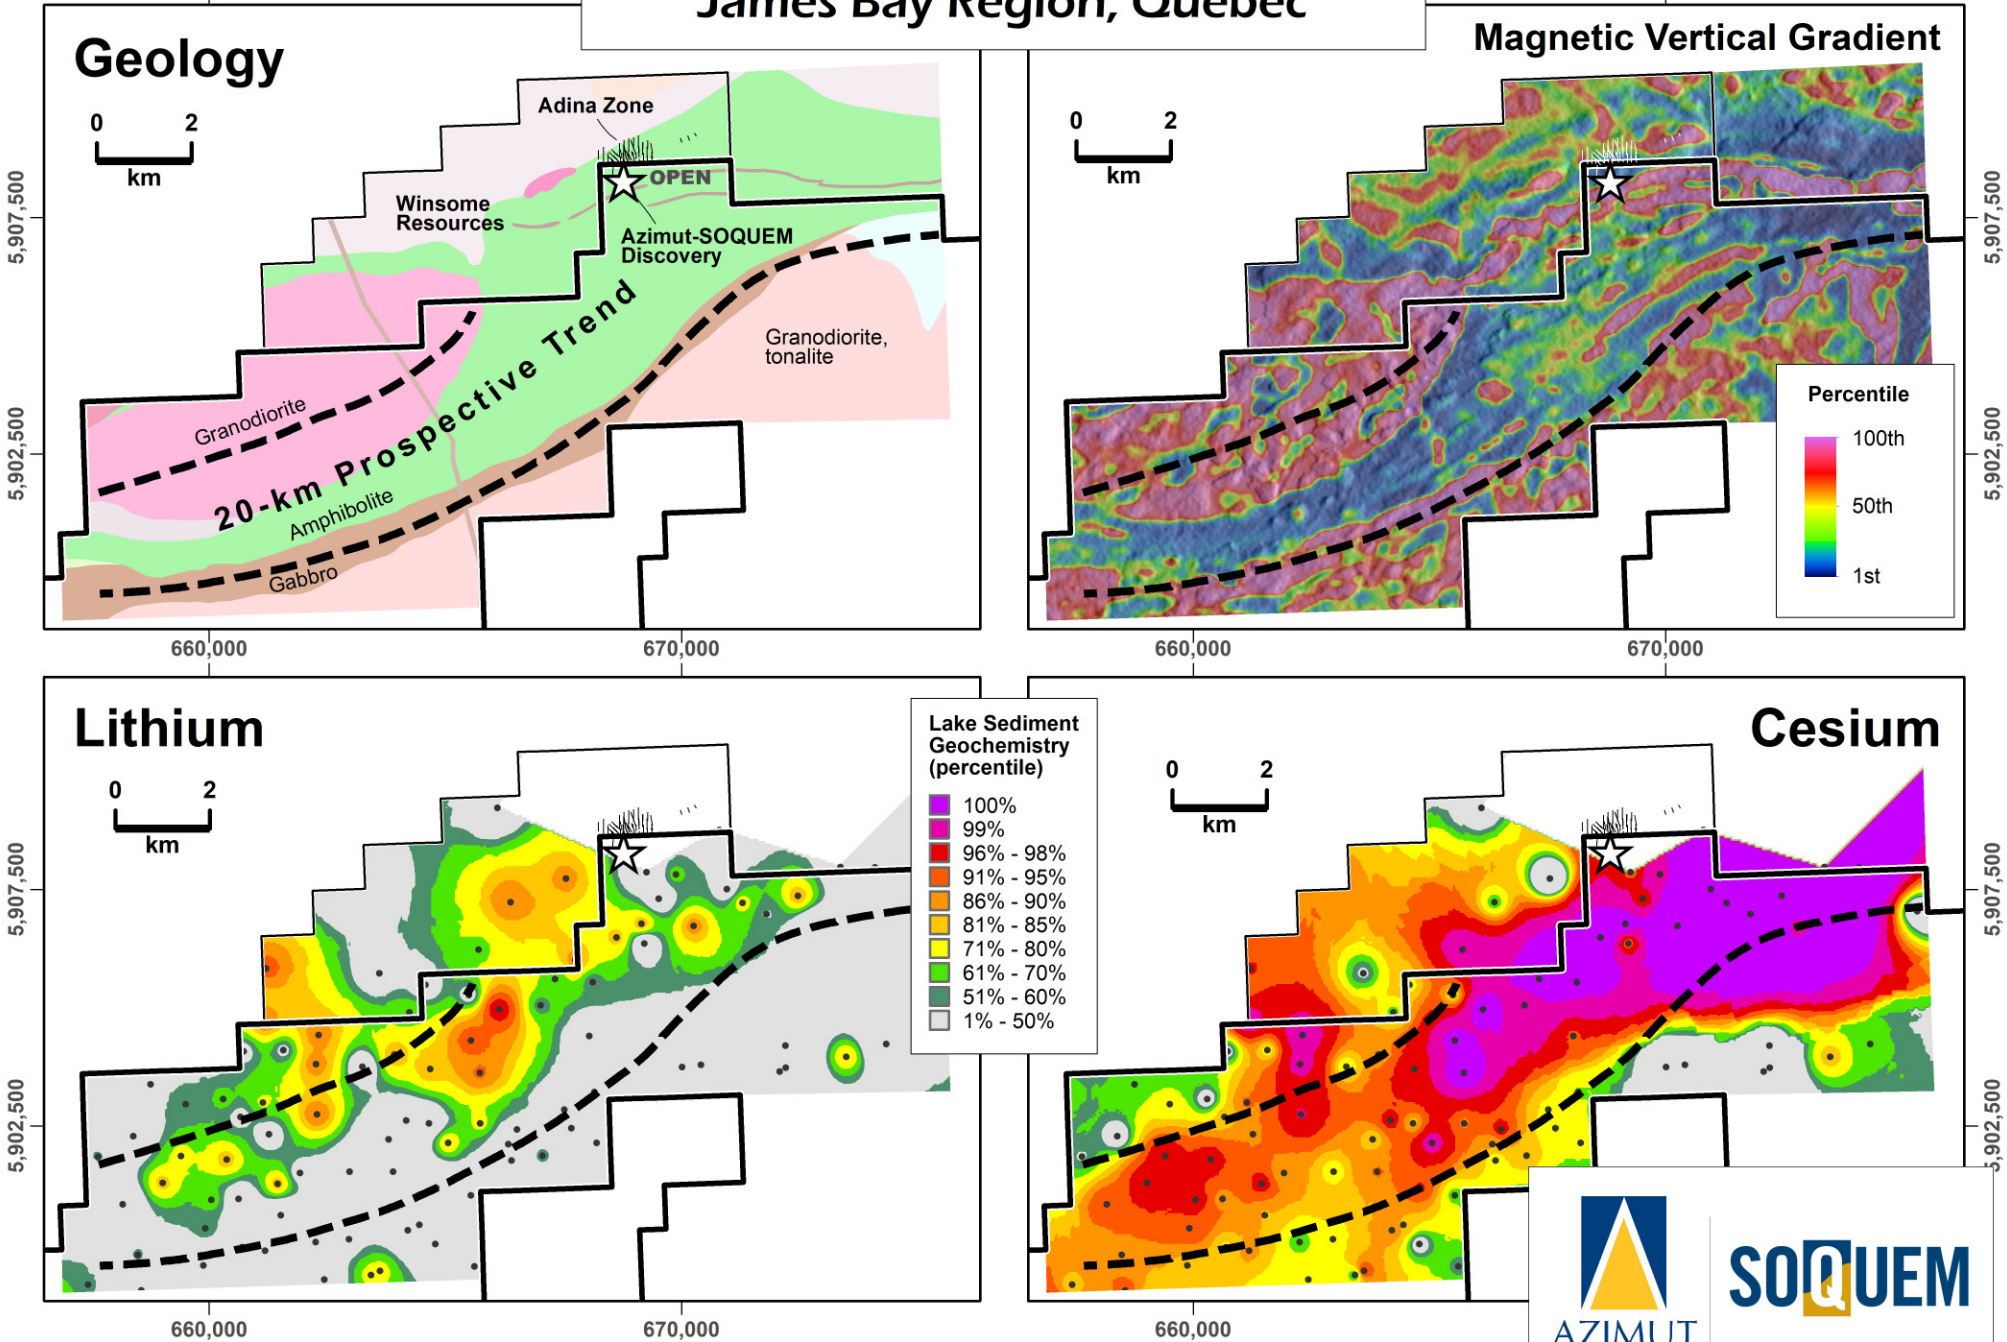 James Bay Region, Quebec
Geology
0 2
km
Adina Zone
OPEN
Winsome
Resources
Azimut-SOQUEM
Discovery
Granodiorite,
tonalite
Granodiorite
20-km Prospective Trend
Amphibolite
Gabbro
5,907,500
5,902,500
660,000
670,000
Magnetic Vertical Gradient
0 2
km
Percentile
100th
50th
1st
5,907,500
5,902,500
660,000
670,000
Lithium
0 2
km
5,907,500
5,902,500
660,000
670,000
Lake Sediment
Geochemistry
(percentile)
100%
99%
96% - 98%
91% - 95%
86% - 90%
81% - 85%
71% - 80%
61% - 70%
51% - 60%
1% - 50%
Cesium
0 2
km
5,907,500
5,902,500
660,000
AZIMUT
SOQUEM